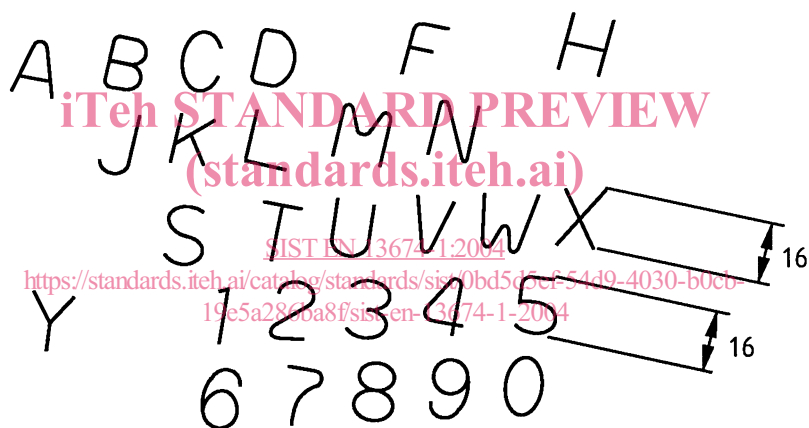 A B C D F H
iTeh STANDARD PREVIEW
J K L M N
(standards.iteh.ai)
S T U V W X
16
SIST EN 13674-1:2004
https://standards.iteh.ai/catalog/standards/sist/0bd5d5ef-54d9-4030-b0cb-
19e5a286ba8f/sist-en-13674-1-2004
Y 1 2 3 4 5
16
6 7 8 9 0